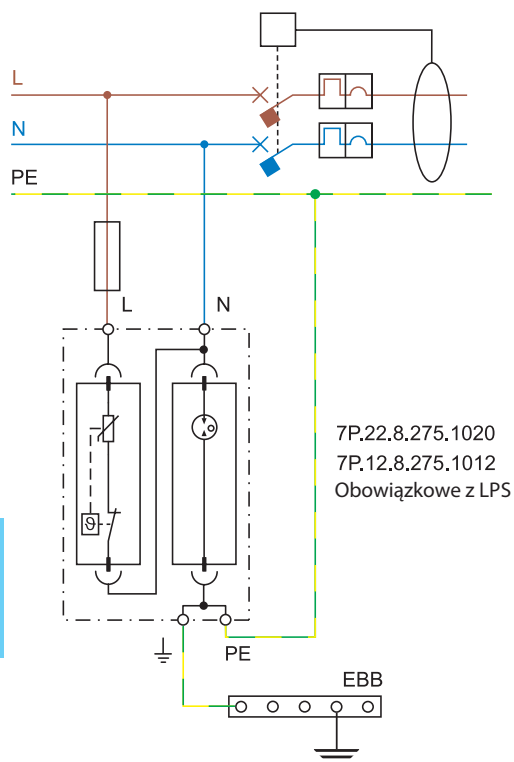 L
N
PE
L
N
7P.22.8.275.1020
7P.12.8.275.1012
Obowiązkowe z LPS
ϑ
PE
EBB